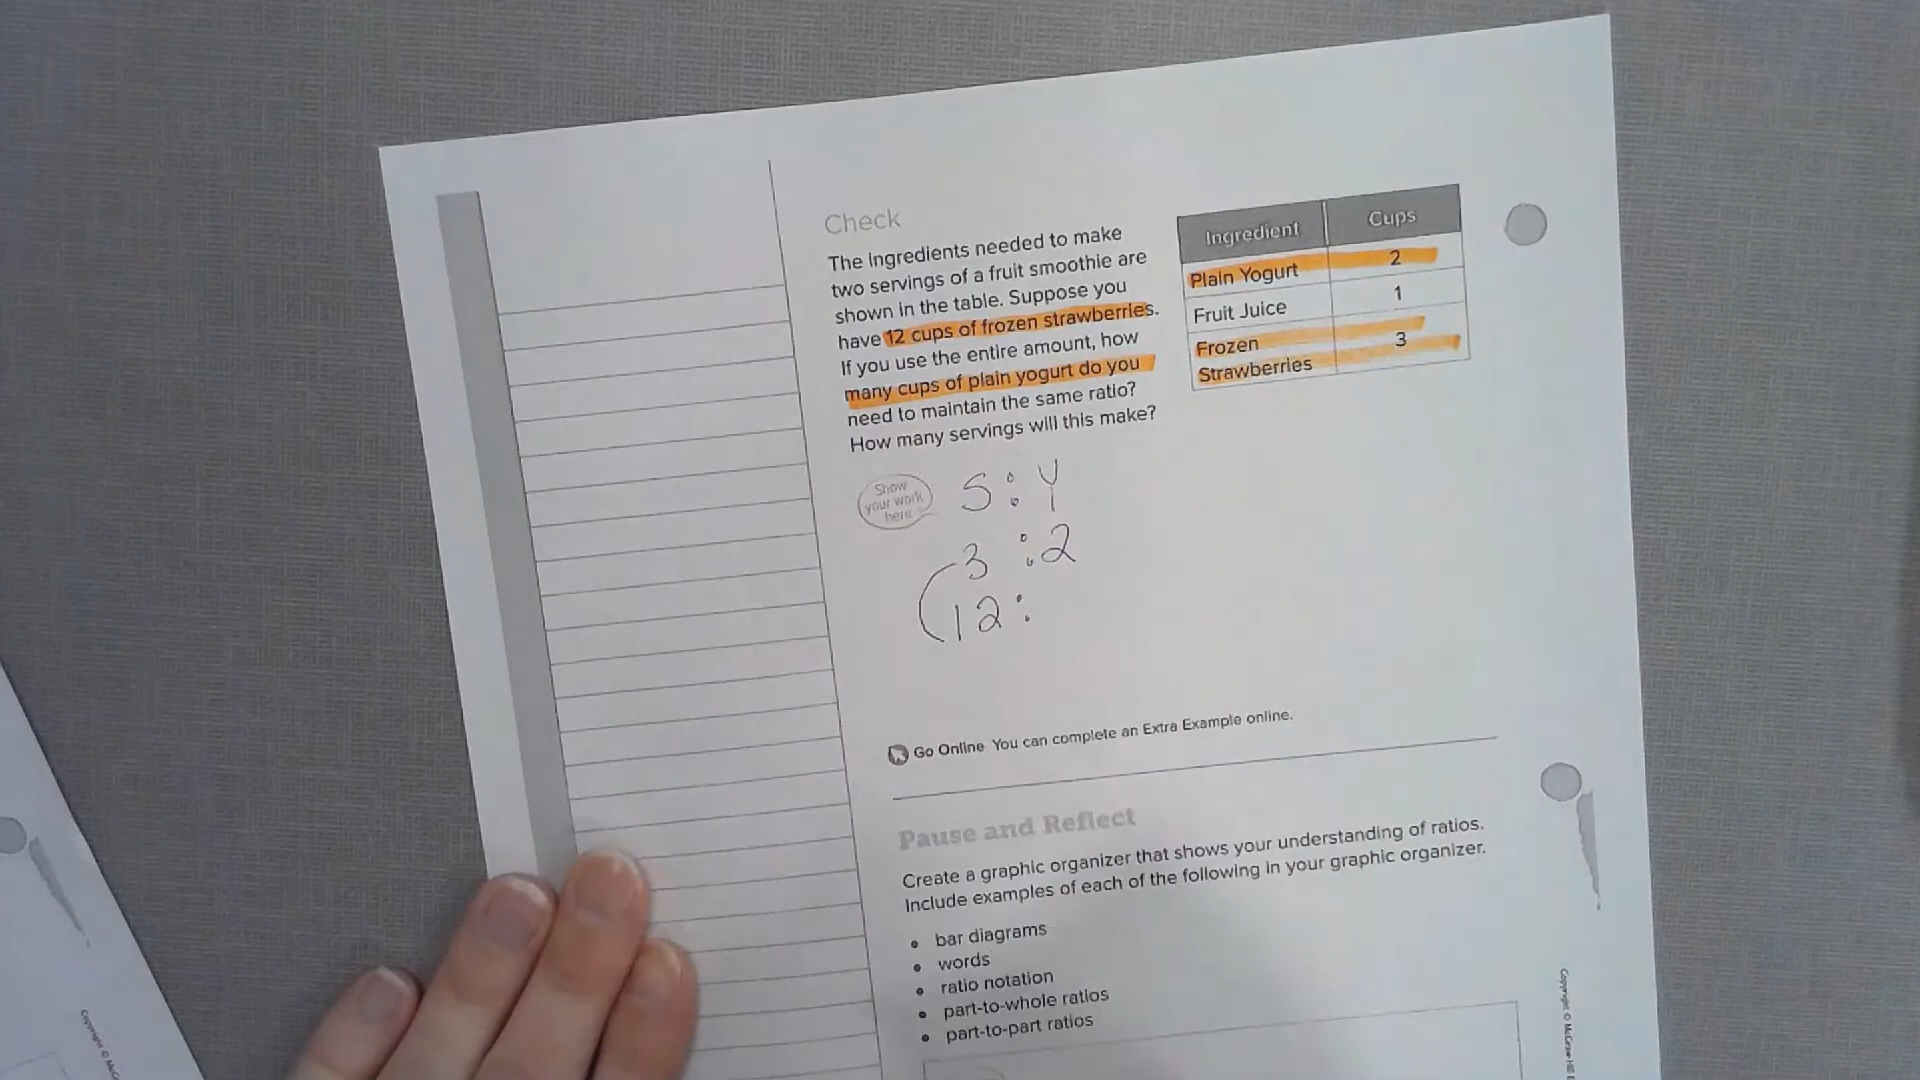 Check
The ingredients needed to make
two servings of a fruit smoothie are
shown in the table. Suppose you
have 12 cups of frozen strawberries.
If you use the entire amount, how
many cups of plain yogurt do you
need to maintain the same ratio?
How many servings will this make?
Ingredient Cups
Plain Yogurt 2
Fruit Juice 1
Frozen
Strawberries 3
Show
your work
here
S : Y
3 : 2
12 :
Go Online You can complete an Extra Example online.
Pause and Reflect
Create a graphic organizer that shows your understanding of ratios.
Include examples of each of the following in your graphic organizer.
• bar diagrams
• words
• ratio notation
• part-to-whole ratios
• part-to-part ratios
Copyright © McGraw-Hill E
Copyright © McG